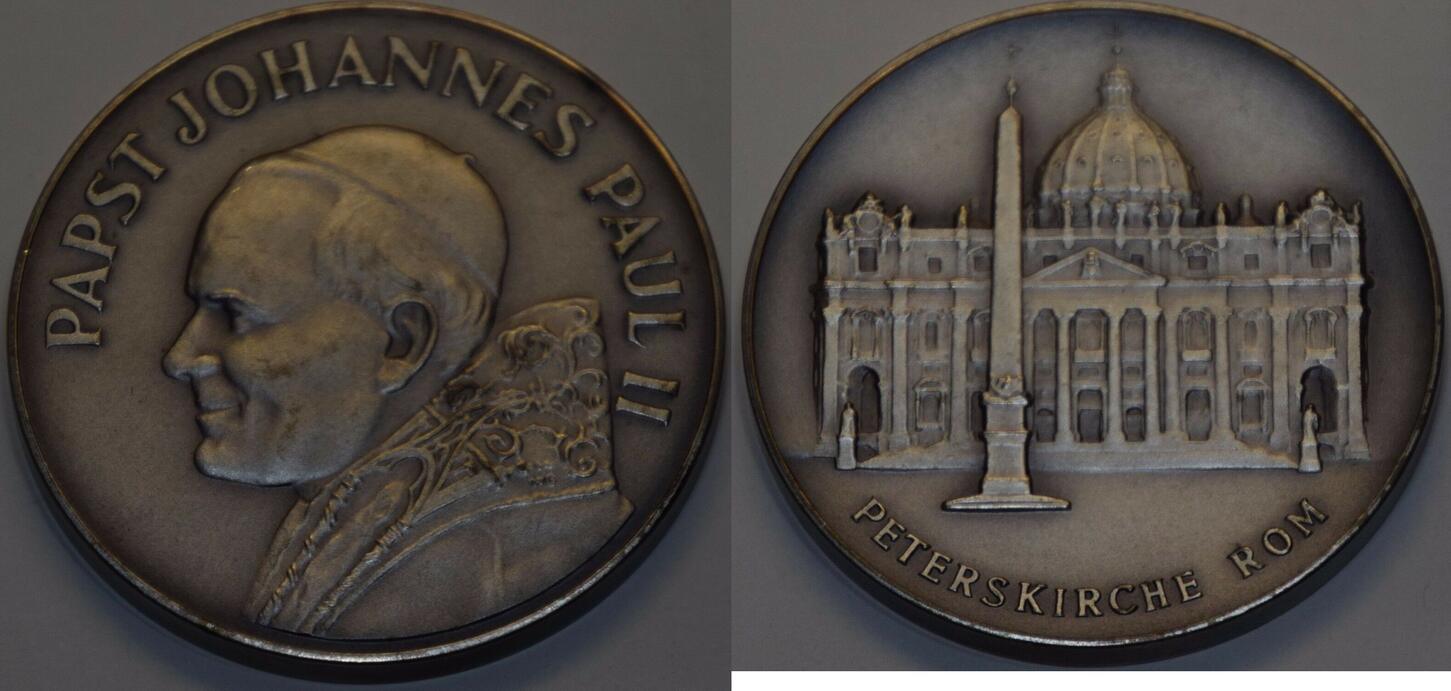 PAPST JOHANNES PAUL II
PETERSKIRCHE ROM